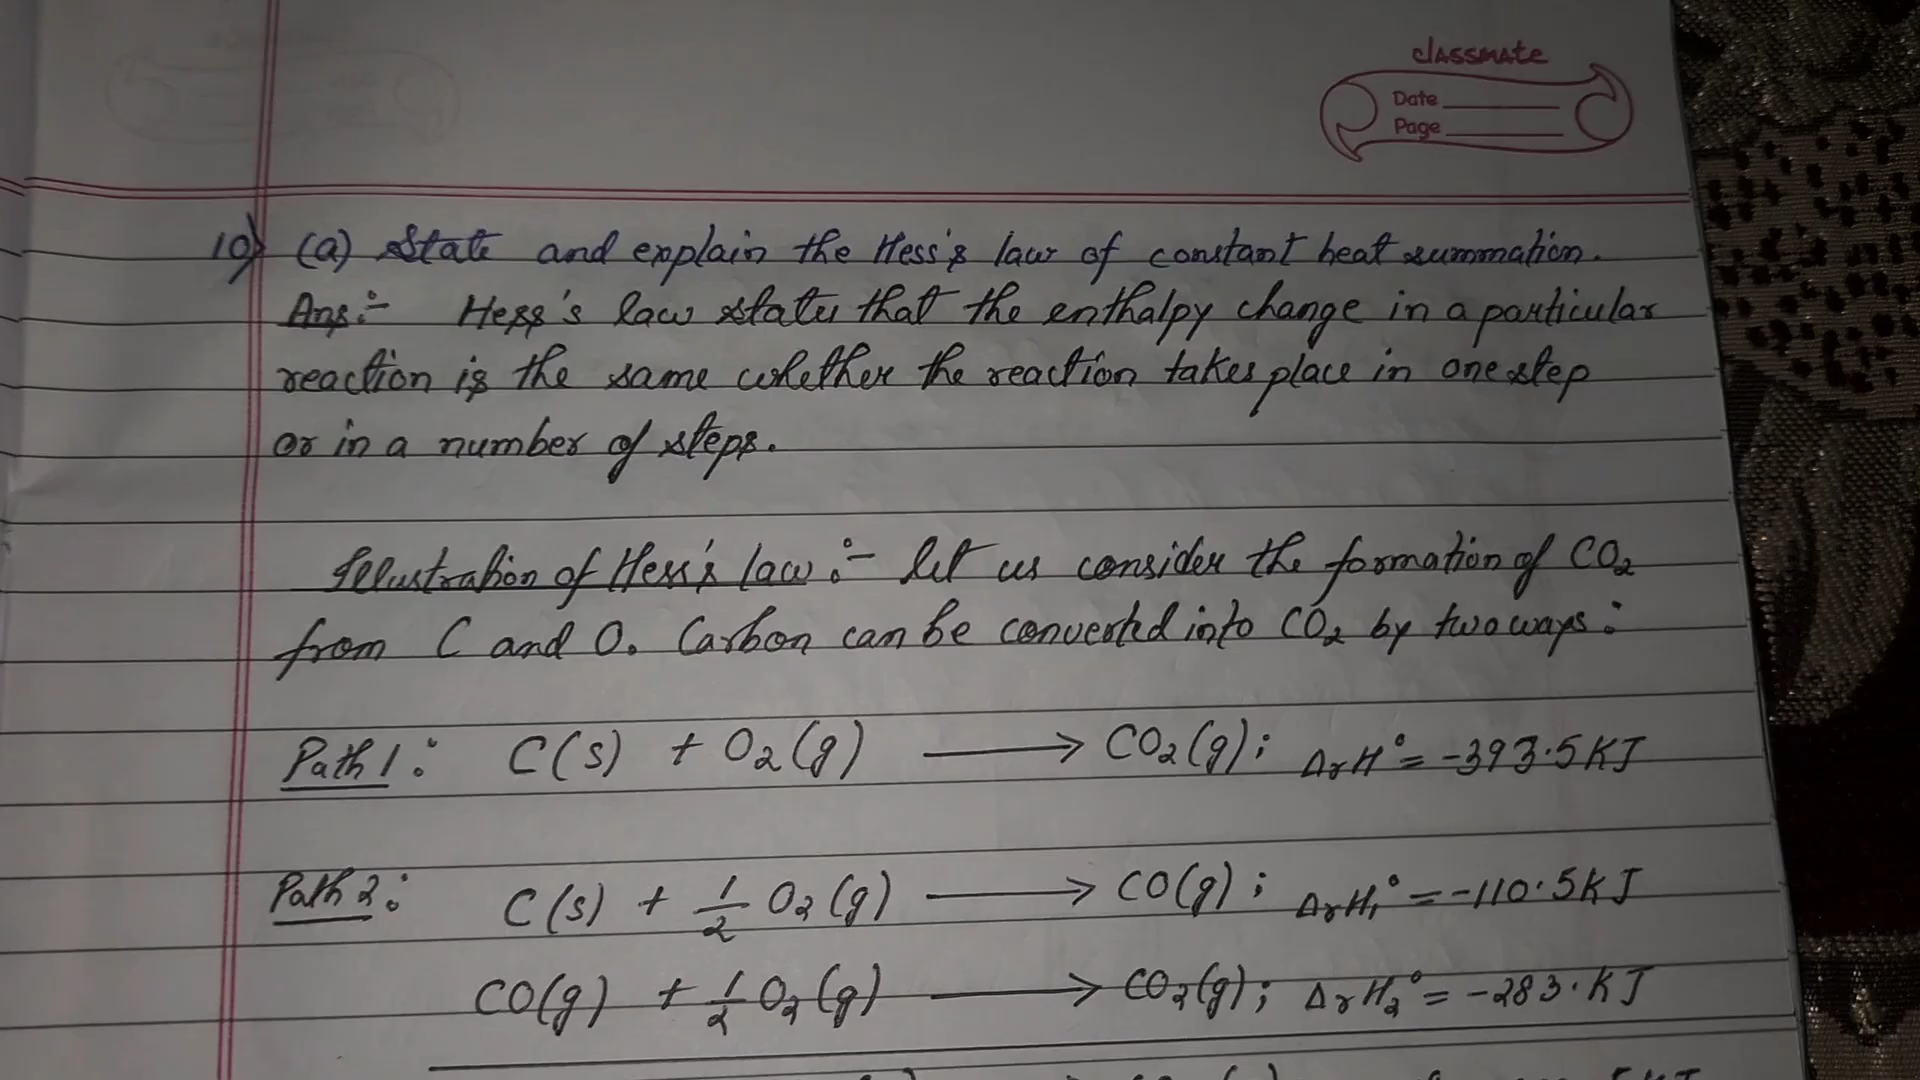 classmate
Date
Page
10) (a) State and explain the Hess's law of constant heat summation.
Ans:- Hess's law states that the enthalpy change in a particular
reaction is the same whether the reaction takes place in one step
or in a number of steps.
Illustration of Hess's law :- let us consider the formation of CO₂
from C and O. Carbon can be converted into CO₂ by two ways:
Path 1: C(s) + O₂(g) ⟶ CO₂(g); ΔrH° = -393.5KJ
Path 2: C(s) + 1/2 O₂(g) ⟶ CO(g); ΔrH₁° = -110.5KJ
CO(g) + 1/2 O₂(g) ⟶ CO₂(g); ΔrH₂° = -283.KJ